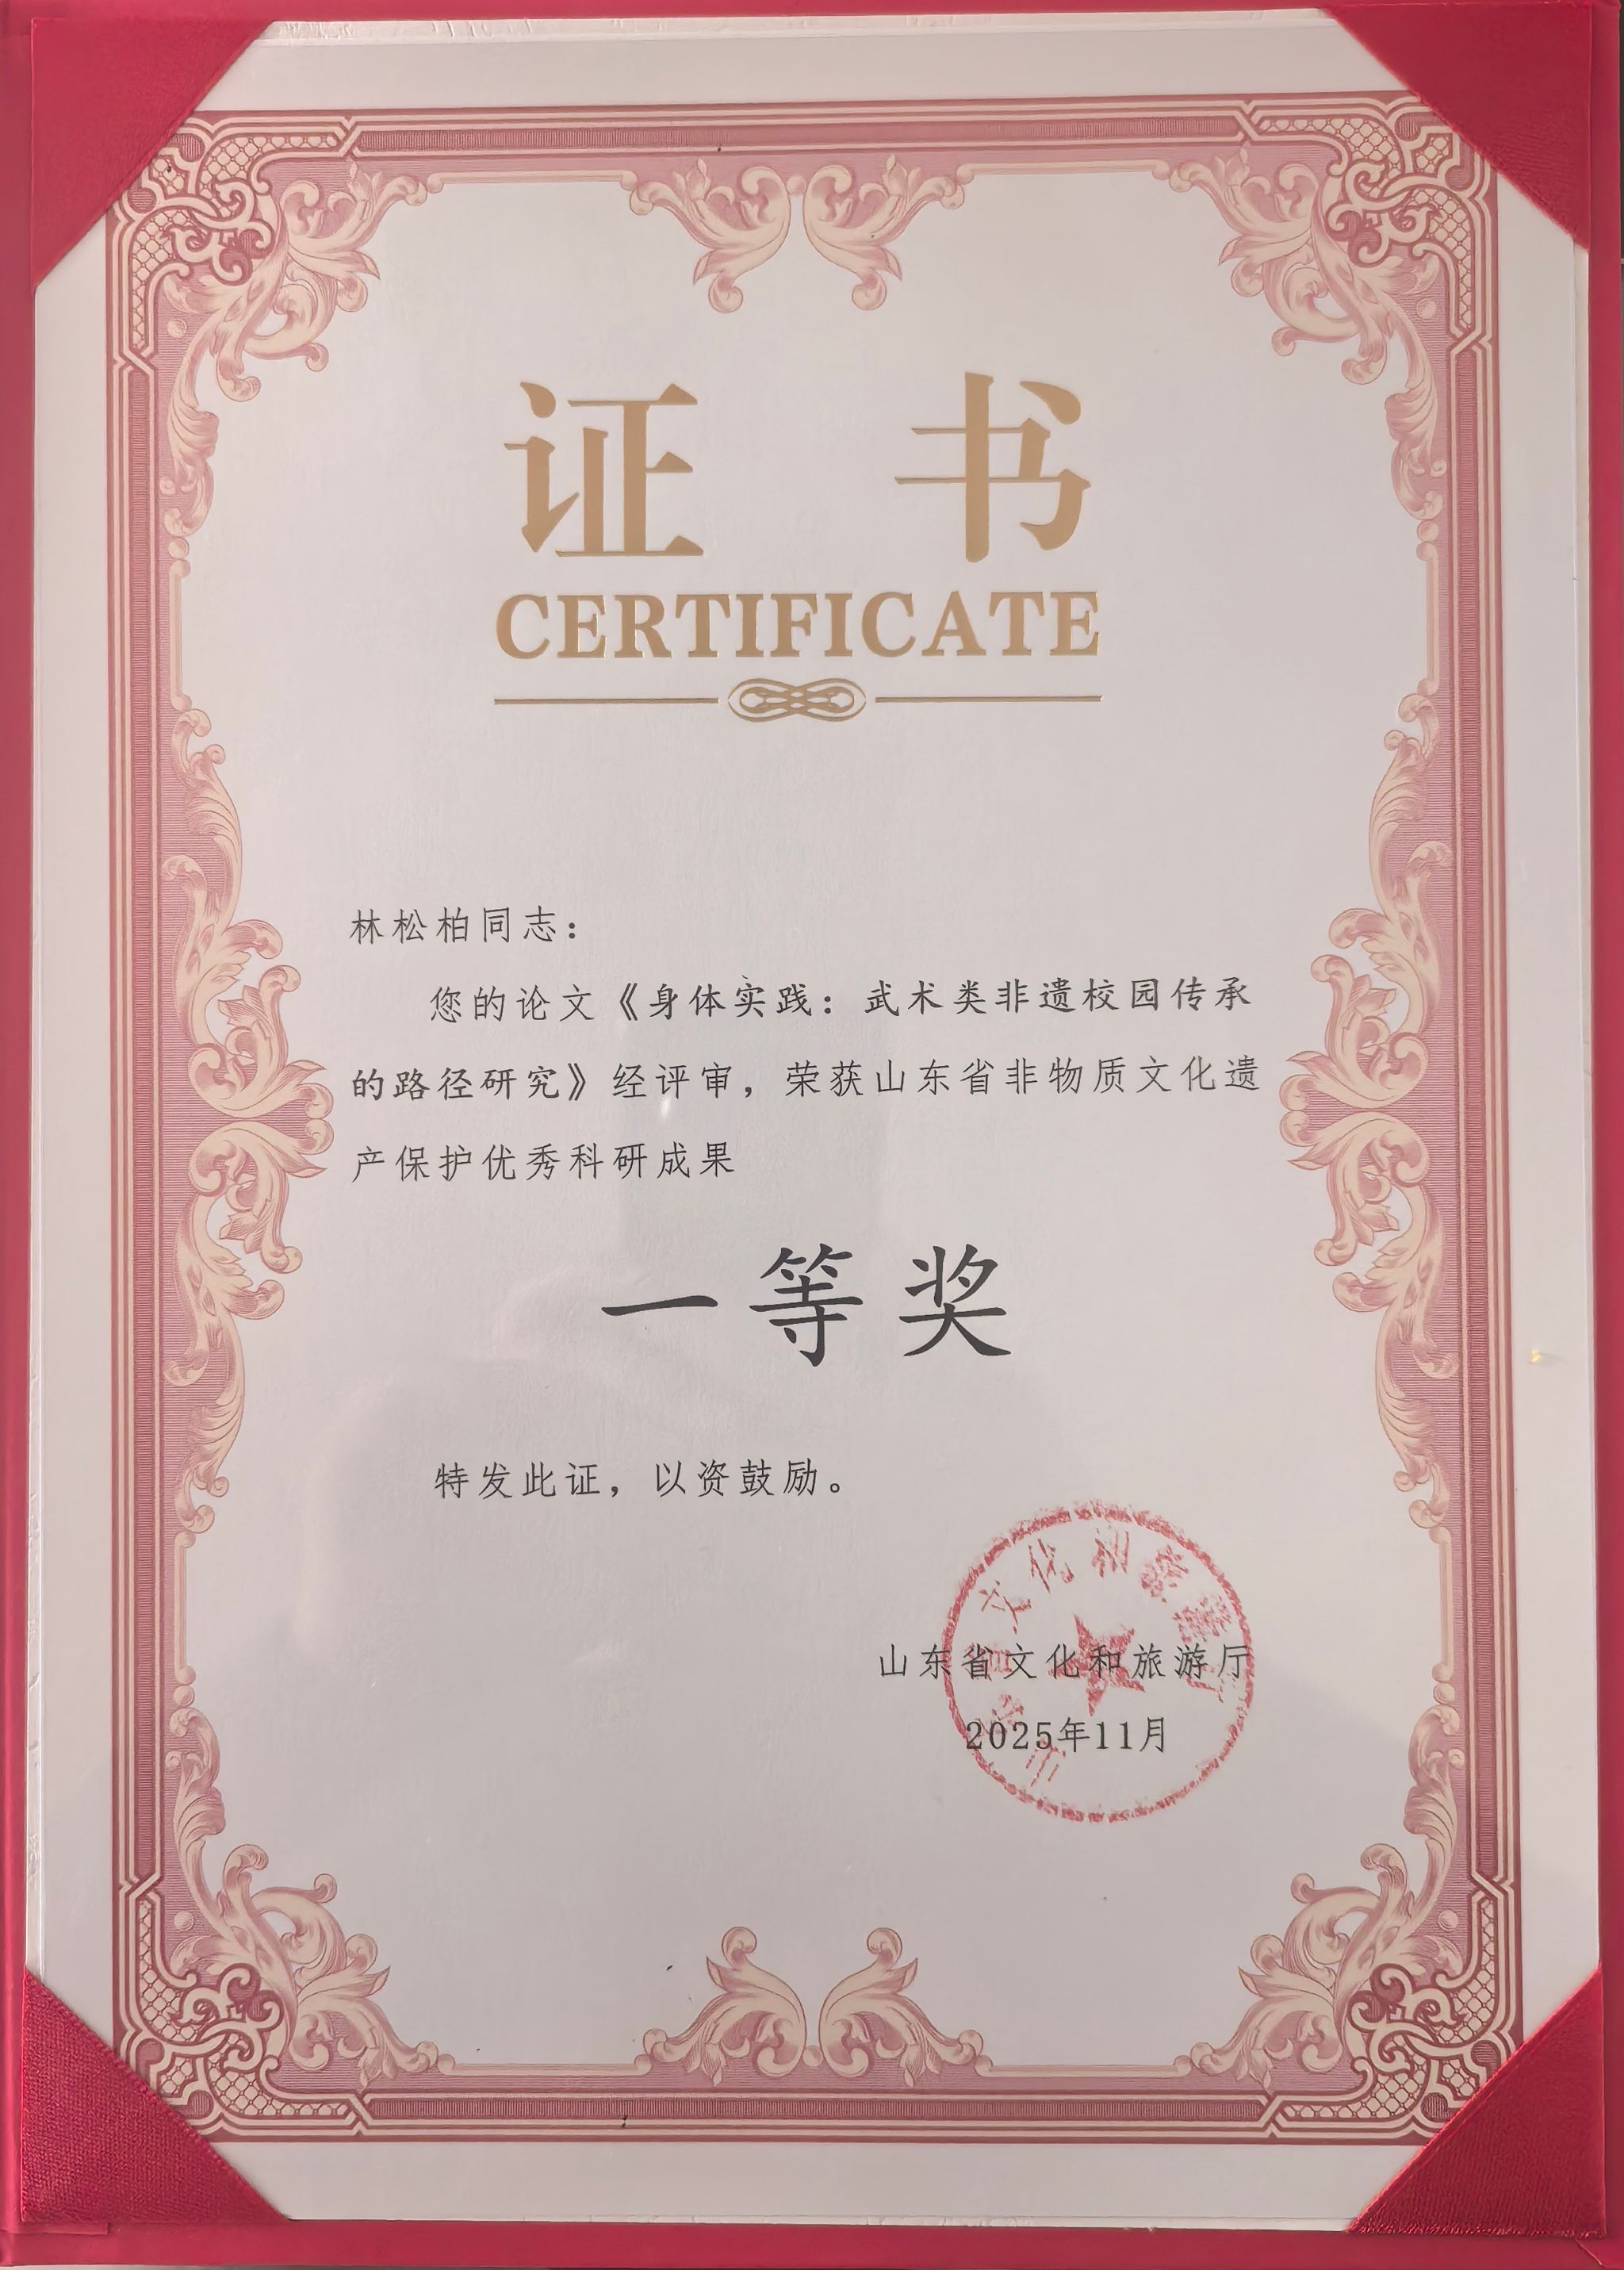 证书
CERTIFICATE
林松柏同志：
您的论文《身体实践：武术类非遗校园传承
的路径研究》经评审，荣获山东省非物质文化遗
产保护优秀科研成果
一等奖
特发此证，以资鼓励。
山东省文化和旅游厅
2025年11月